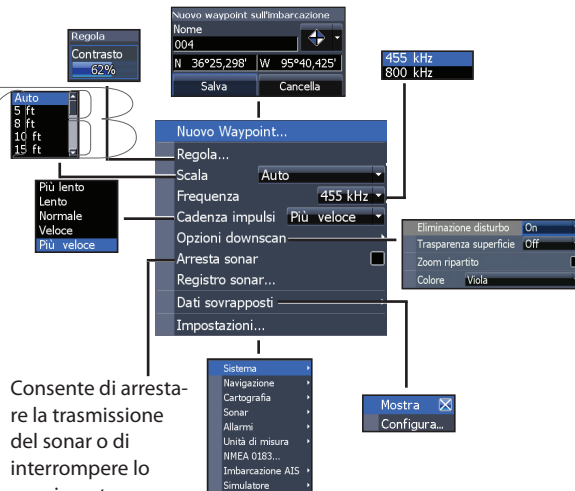 Nuovo waypoint sull'imbarcazione
Nome
004
N 36°25,298' W 95°40,425'
Salva Cancella
Regola
Contrasto
62%
455 kHz
800 kHz
Auto
5 ft
8 ft
10 ft
15 ft
Più lento
Lento
Normale
Veloce
Più veloce
Nuovo Waypoint...
Regola...
Scala Auto
Frequenza 455 kHz
Cadenza impulsi Più veloce
Opzioni downscan
Arresta sonar
Registro sonar...
Dati sovrapposti
Impostazioni...
Eliminazione disturbo On
Trasparenza superficie Off
Zoom ripartito
Colore Viola
Sistema
Navigazione
Cartografia
Sonar
Allarmi
Unità di misura
NMEA 0183...
Imbarcazione AIS
Simulatore
Mostra
Configura...
Consente di arresta-
re la trasmissione
del sonar o di
interrompere lo